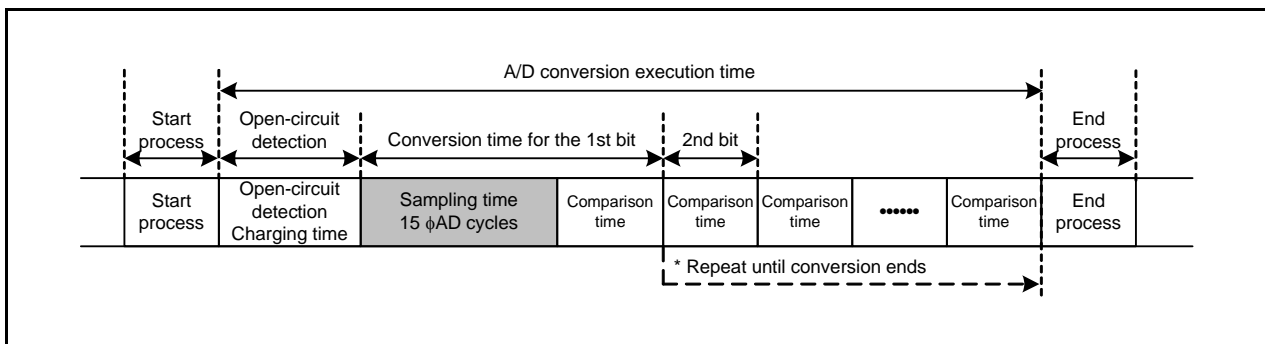 A/D conversion execution time
Start
process
Open-circuit
detection
Conversion time for the 1st bit
2nd bit
End
process
Start
process
Open-circuit
detection
Charging time
Sampling time
15 ϕAD cycles
Comparison
time
Comparison
time
Comparison
time
••••••
Comparison
time
End
process
* Repeat until conversion ends